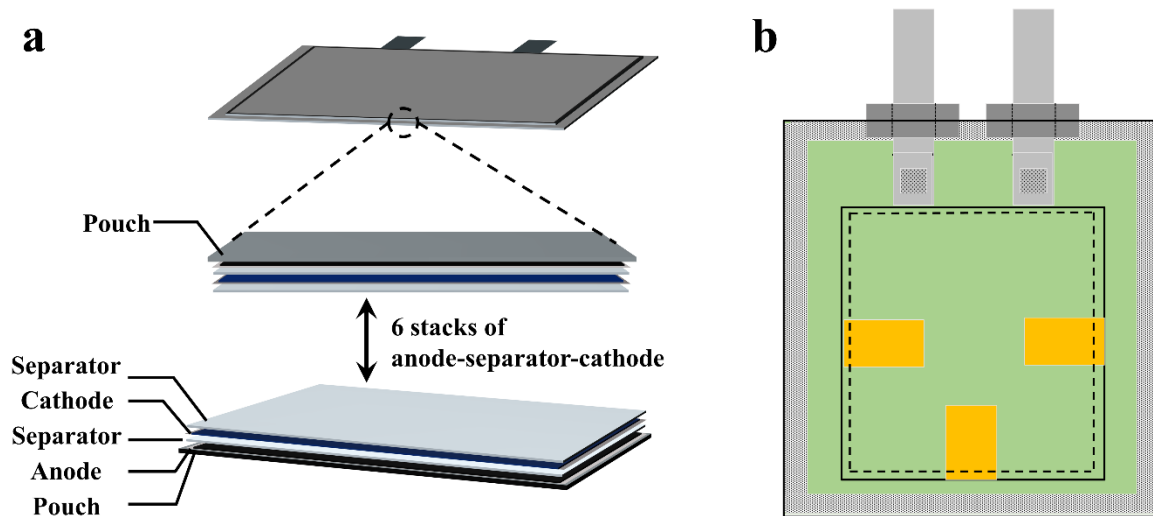 a
b
Pouch
6 stacks of
anode-separator-cathode
Separator
Cathode
Separator
Anode
Pouch